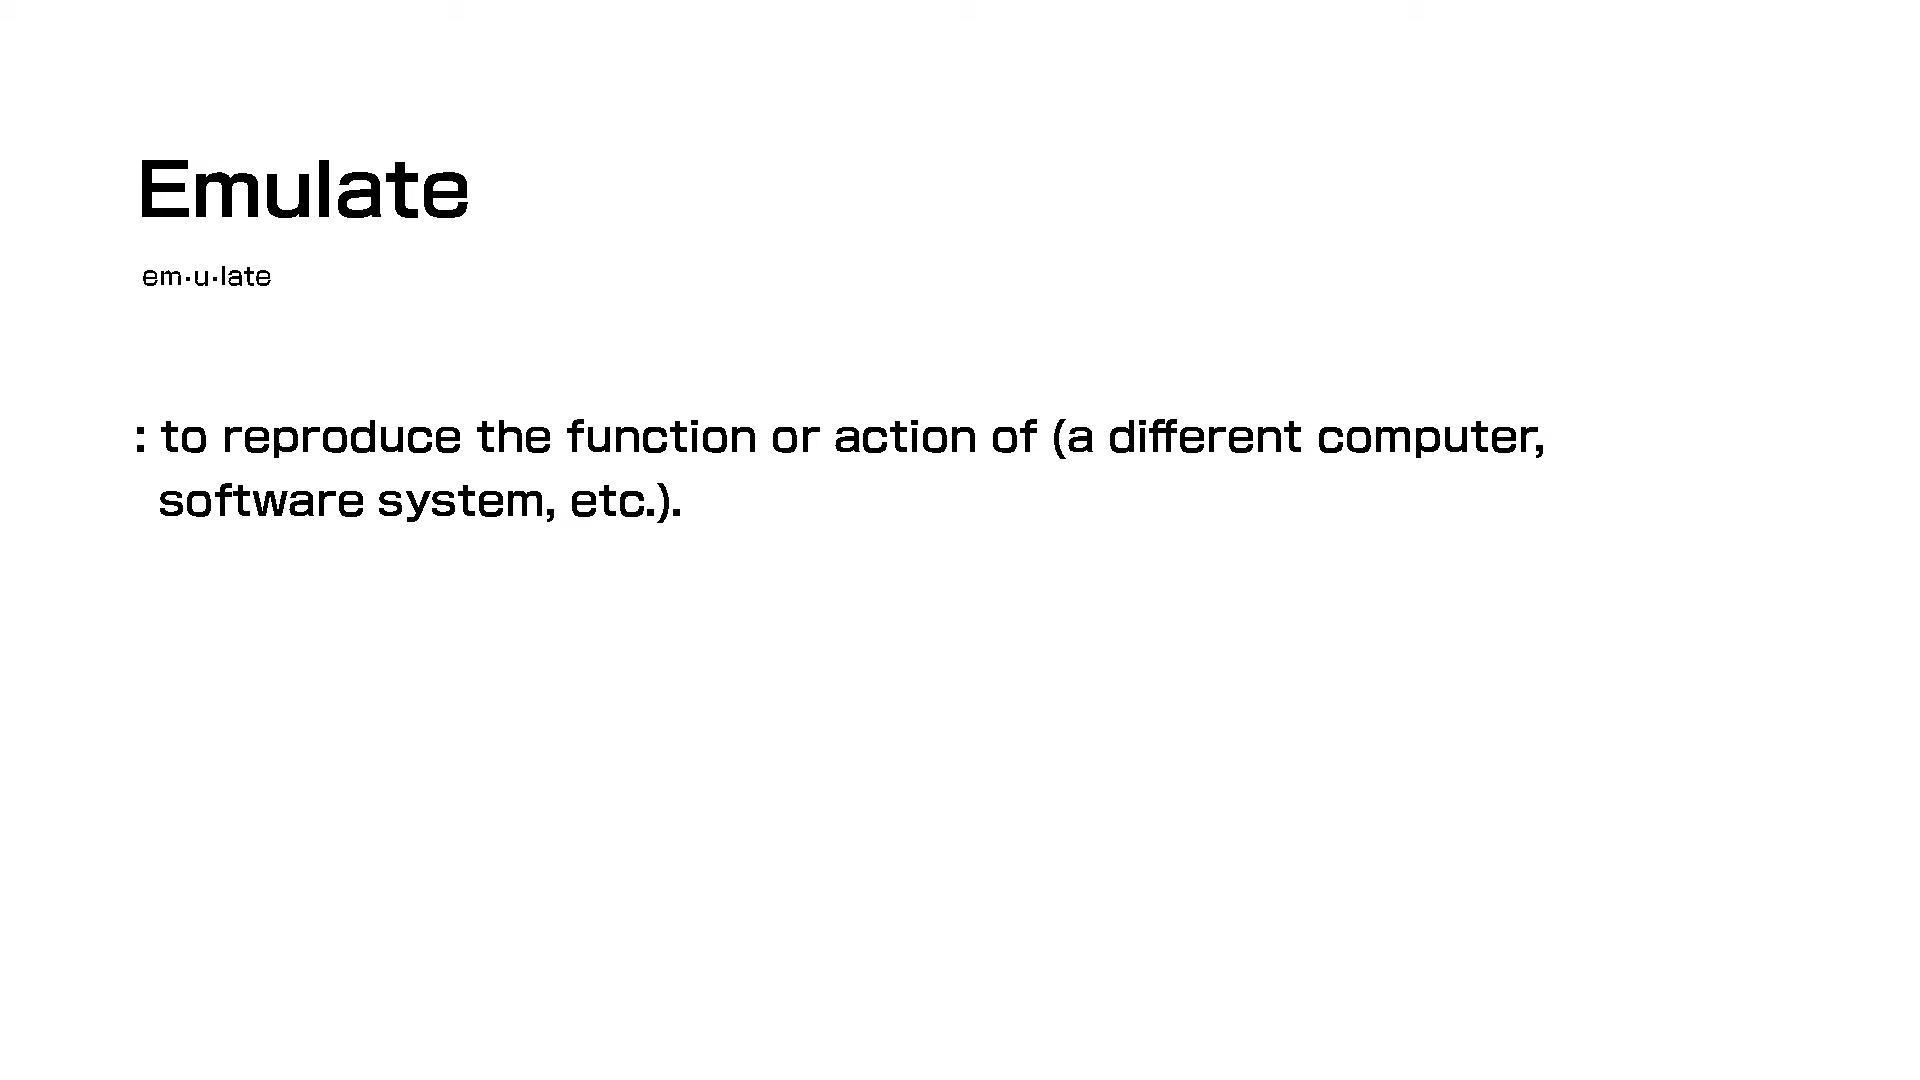 Emulate
em·u·late
: to reproduce the function or action of (a different computer,
software system, etc.).